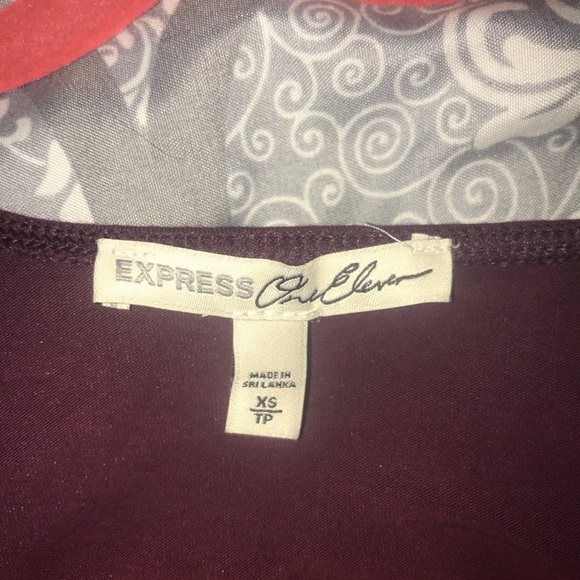 EXPRESS One Eleven
MADE IN
SRI LANKA
XS
TP